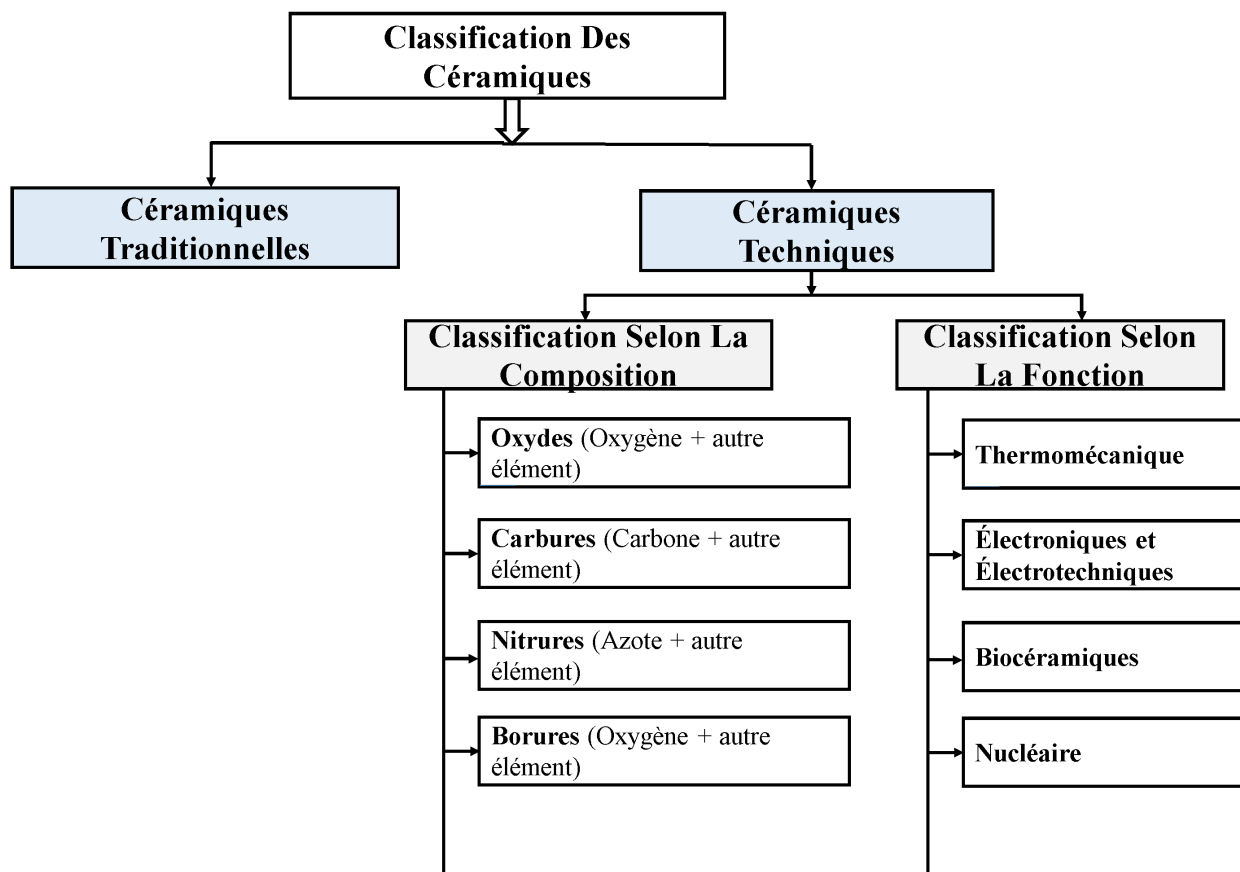 Classification Des
Céramiques
Céramiques
Traditionnelles
Céramiques
Techniques
Classification Selon La
Composition
Classification Selon
La Fonction
Oxydes (Oxygène + autre
élément)
Carbures (Carbone + autre
élément)
Nitrures (Azote + autre
élément)
Borures (Oxygène + autre
élément)
Thermomécanique
Électroniques et
Électrotechniques
Biocéramiques
Nucléaire